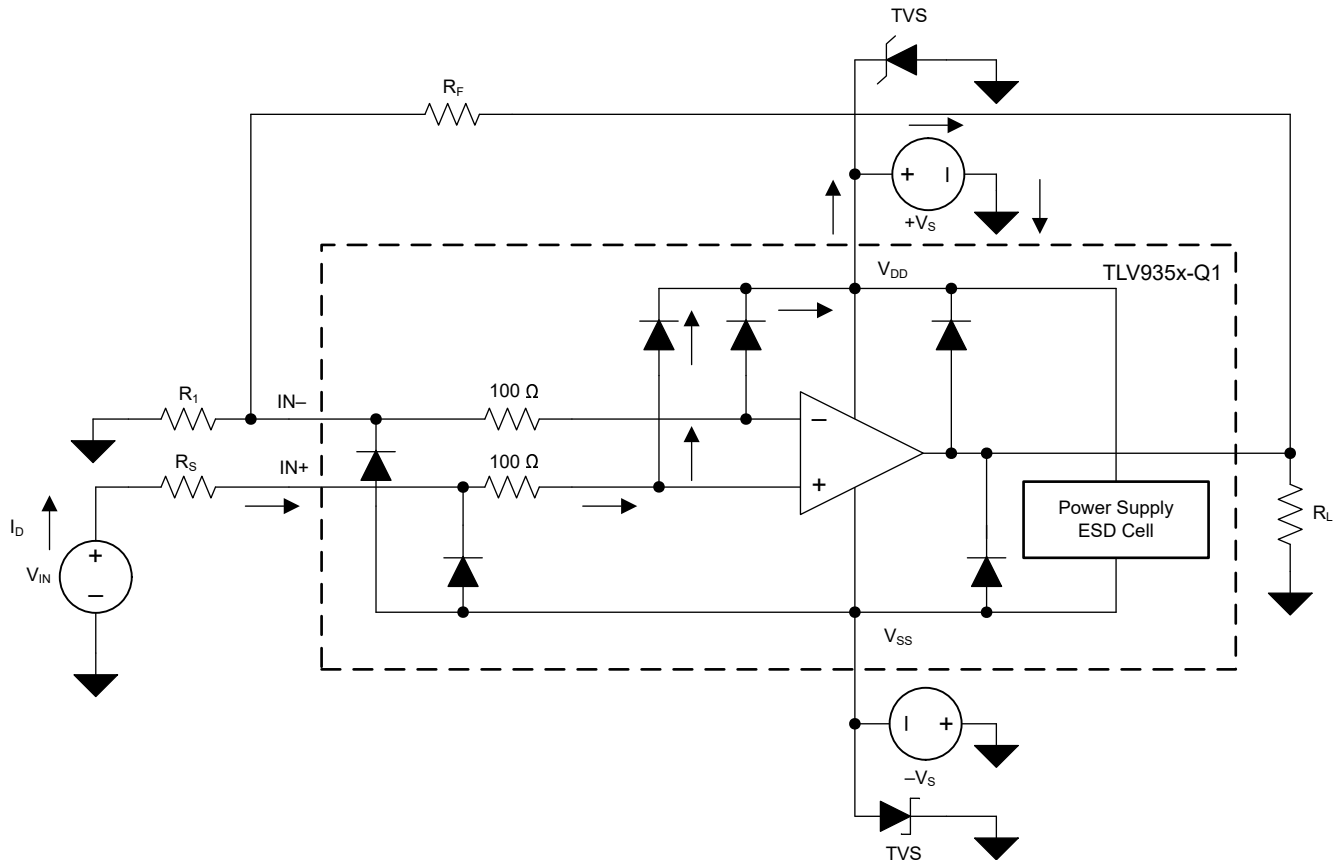 TVS
R_F
+ –
+V_S
V_DD
TLV935x-Q1
R_1
IN–
100 Ω
–
R_S
IN+
100 Ω
+
Power Supply
ESD Cell
R_L
I_D
+
V_IN
–
V_SS
– +
–V_S
TVS